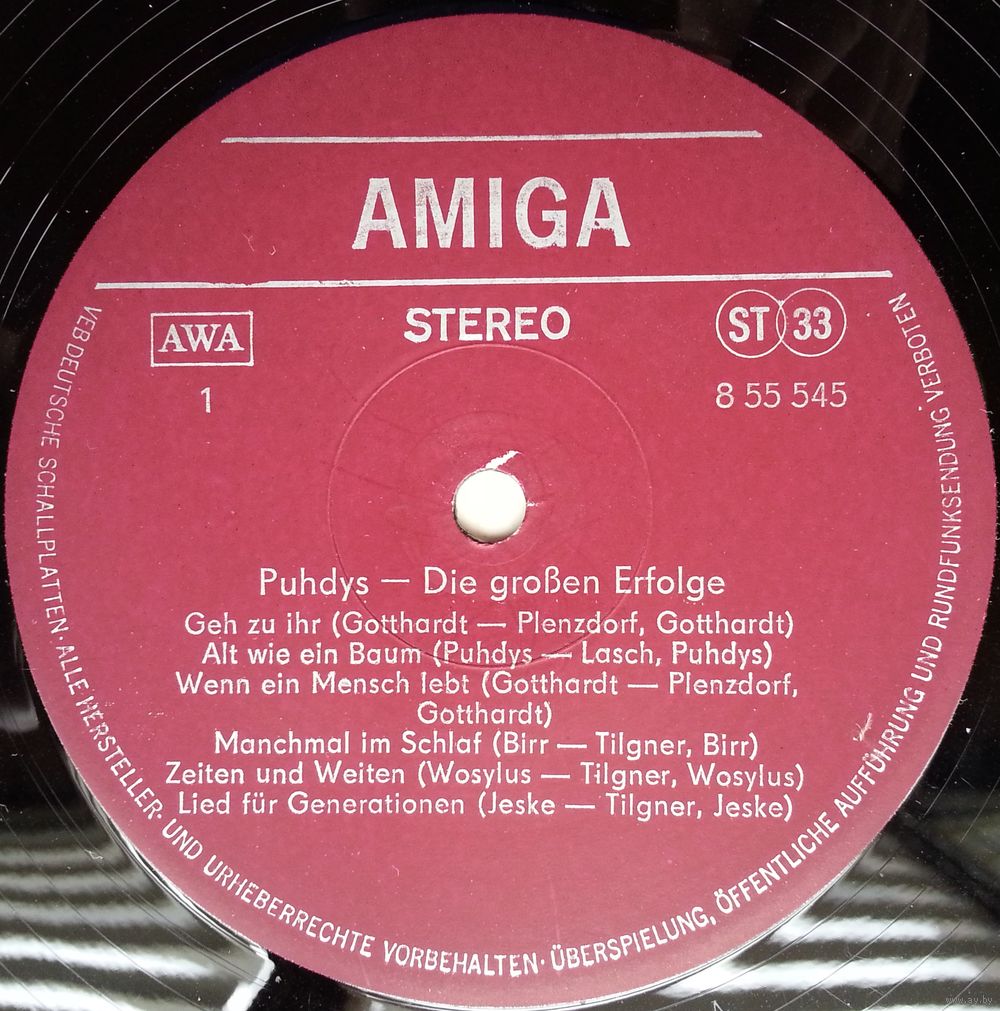 AMIGA
AWA
STEREO
ST 33
1
8 55 545
Puhdys — Die großen Erfolge
Geh zu ihr (Gotthardt — Plenzdorf, Gotthardt)
Alt wie ein Baum (Puhdys — Lasch, Puhdys)
Wenn ein Mensch lebt (Gotthardt — Plenzdorf,
Gotthardt)
Manchmal im Schlaf (Birr — Tilgner, Birr)
Zeiten und Weiten (Wosylus — Tilgner, Wosylus)
Lied für Generationen (Jeske — Tilgner, Jeske)
VEB DEUTSCHE SCHALLPLATTEN · ALLE HERSTELLER- UND URHEBERRECHTE VORBEHALTEN · ÜBERSPIELUNG, ÖFFENTLICHE AUFFÜHRUNG UND RUNDFUNKSENDUNG VERBOTEN
www.ay.by